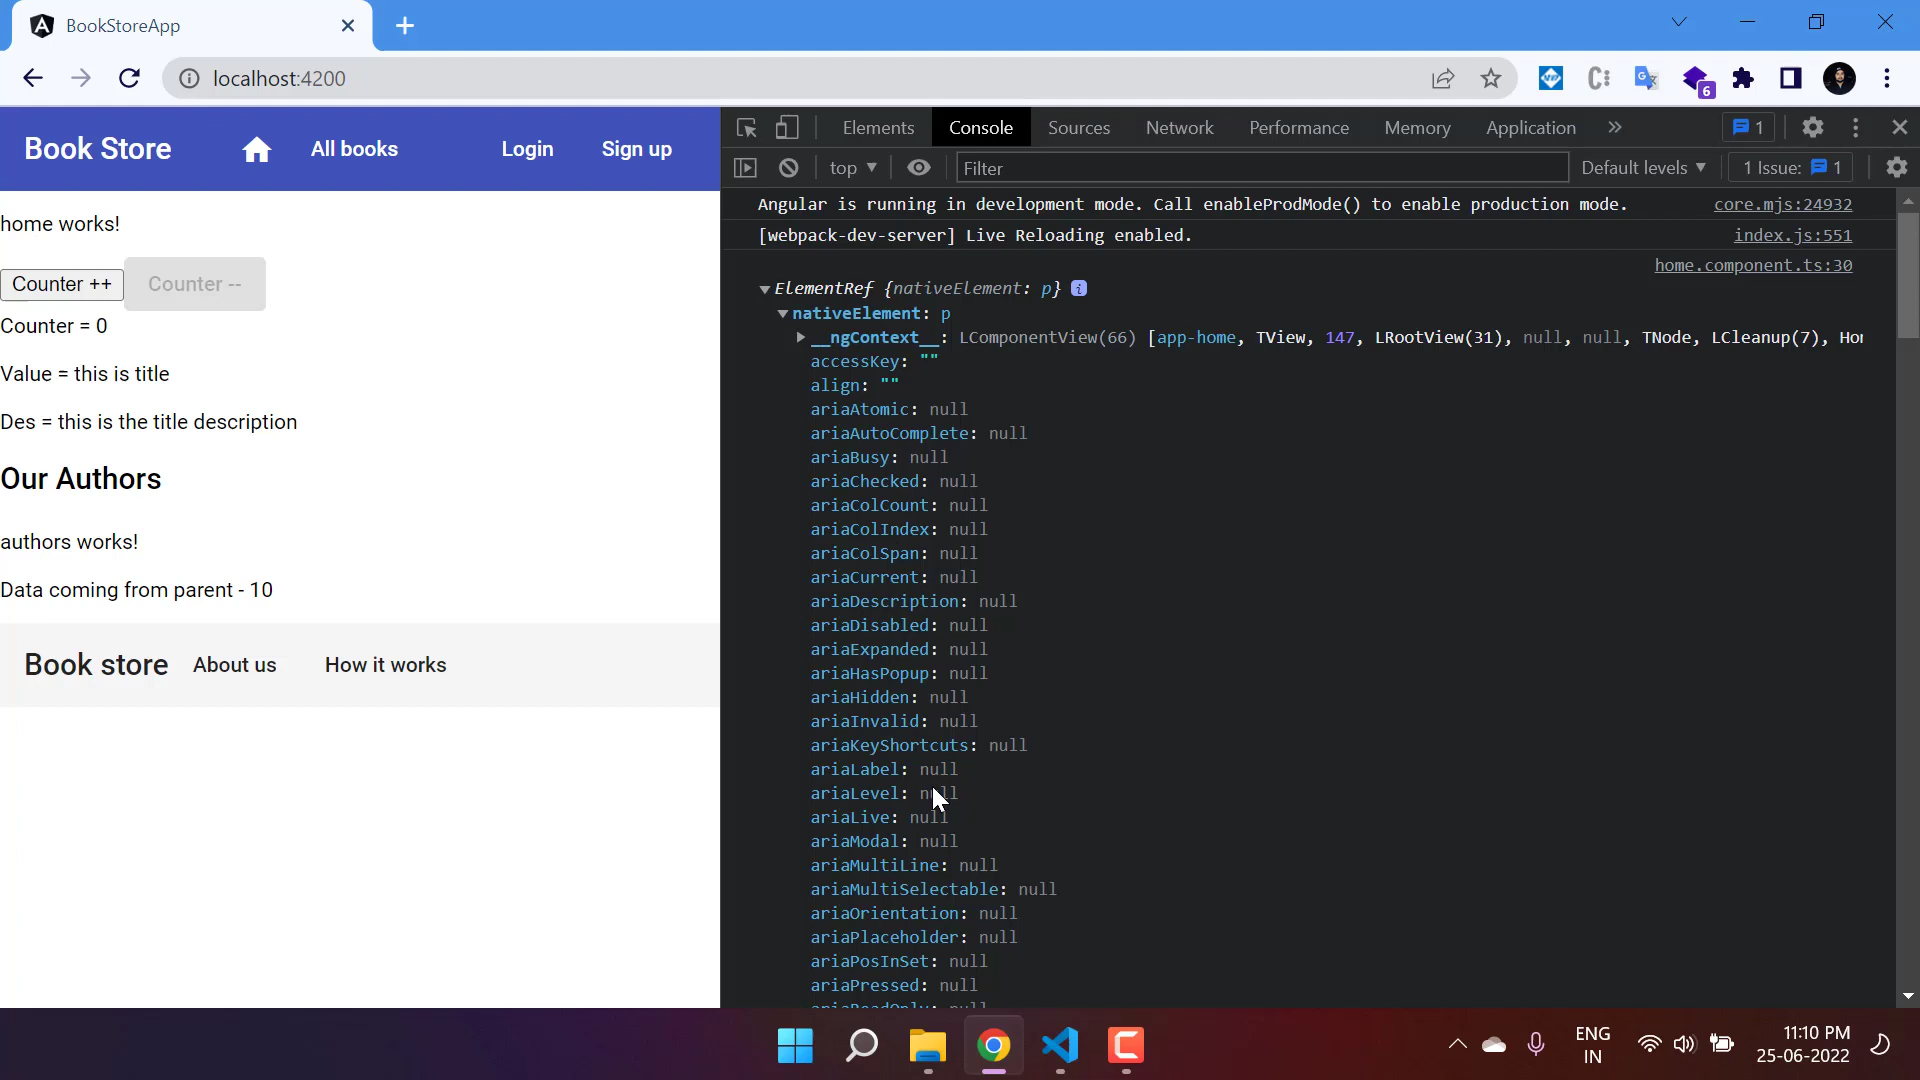 BookStoreApp
localhost:4200
6
Book Store
All books
Login
Sign up
home works!
Counter ++
Counter --
Counter = 0
Value = this is title
Des = this is the title description
Our Authors
authors works!
Data coming from parent - 10
Book store
About us
How it works
Elements
Console
Sources
Network
Performance
Memory
Application
1
top
Filter
Default levels
1 Issue: 1
Angular is running in development mode. Call enableProdMode() to enable production mode.
core.mjs:24932
[webpack-dev-server] Live Reloading enabled.
index.js:551
home.component.ts:30
ElementRef {nativeElement: p} i
nativeElement: p
__ngContext__: LComponentView(66) [app-home, TView, 147, LRootView(31), null, null, TNode, LCleanup(7),
accessKey: ""
align: ""
ariaAtomic: null
ariaAutoComplete: null
ariaBusy: null
ariaChecked: null
ariaColCount: null
ariaColIndex: null
ariaColSpan: null
ariaCurrent: null
ariaDescription: null
ariaDisabled: null
ariaExpanded: null
ariaHasPopup: null
ariaHidden: null
ariaInvalid: null
ariaKeyShortcuts: null
ariaLabel: null
ariaLevel: null
ariaLive: null
ariaModal: null
ariaMultiLine: null
ariaMultiSelectable: null
ariaOrientation: null
ariaPlaceholder: null
ariaPosInSet: null
ariaPressed: null
ENG
IN
11:10 PM
25-06-2022